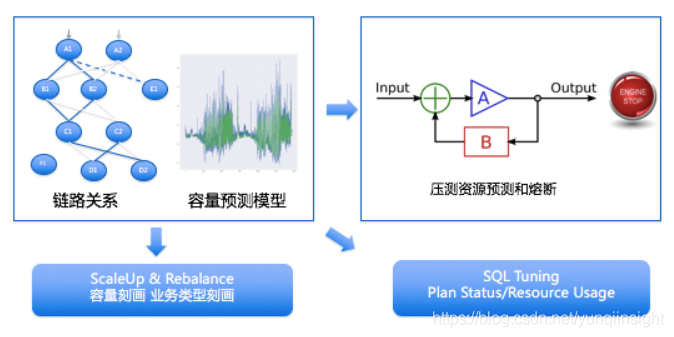 A1
A2
B1
B2
E1
C1
C2
D1
D2
链路关系
容量预测模型
Input
A
Output
B
ENGINE
STOP
压测资源预测和熔断
ScaleUp & Rebalance
容量刻画 业务类型刻画
SQL Tuning
Plan Status/Resource Usage
https://blog.csdn.net/yunqiinsight